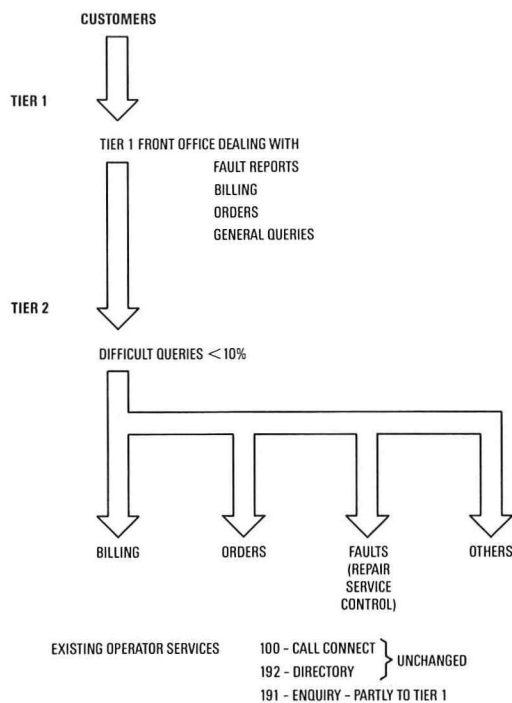 CUSTOMERS
TIER 1
TIER 1 FRONT OFFICE DEALING WITH
FAULT REPORTS
BILLING
ORDERS
GENERAL QUERIES
TIER 2
DIFFICULT QUERIES <10%
BILLING
ORDERS
FAULTS
(REPAIR
SERVICE
CONTROL)
OTHERS
EXISTING OPERATOR SERVICES
100 - CALL CONNECT
192 - DIRECTORY
UNCHANGED
191 - ENQUIRY - PARTLY TO TIER 1